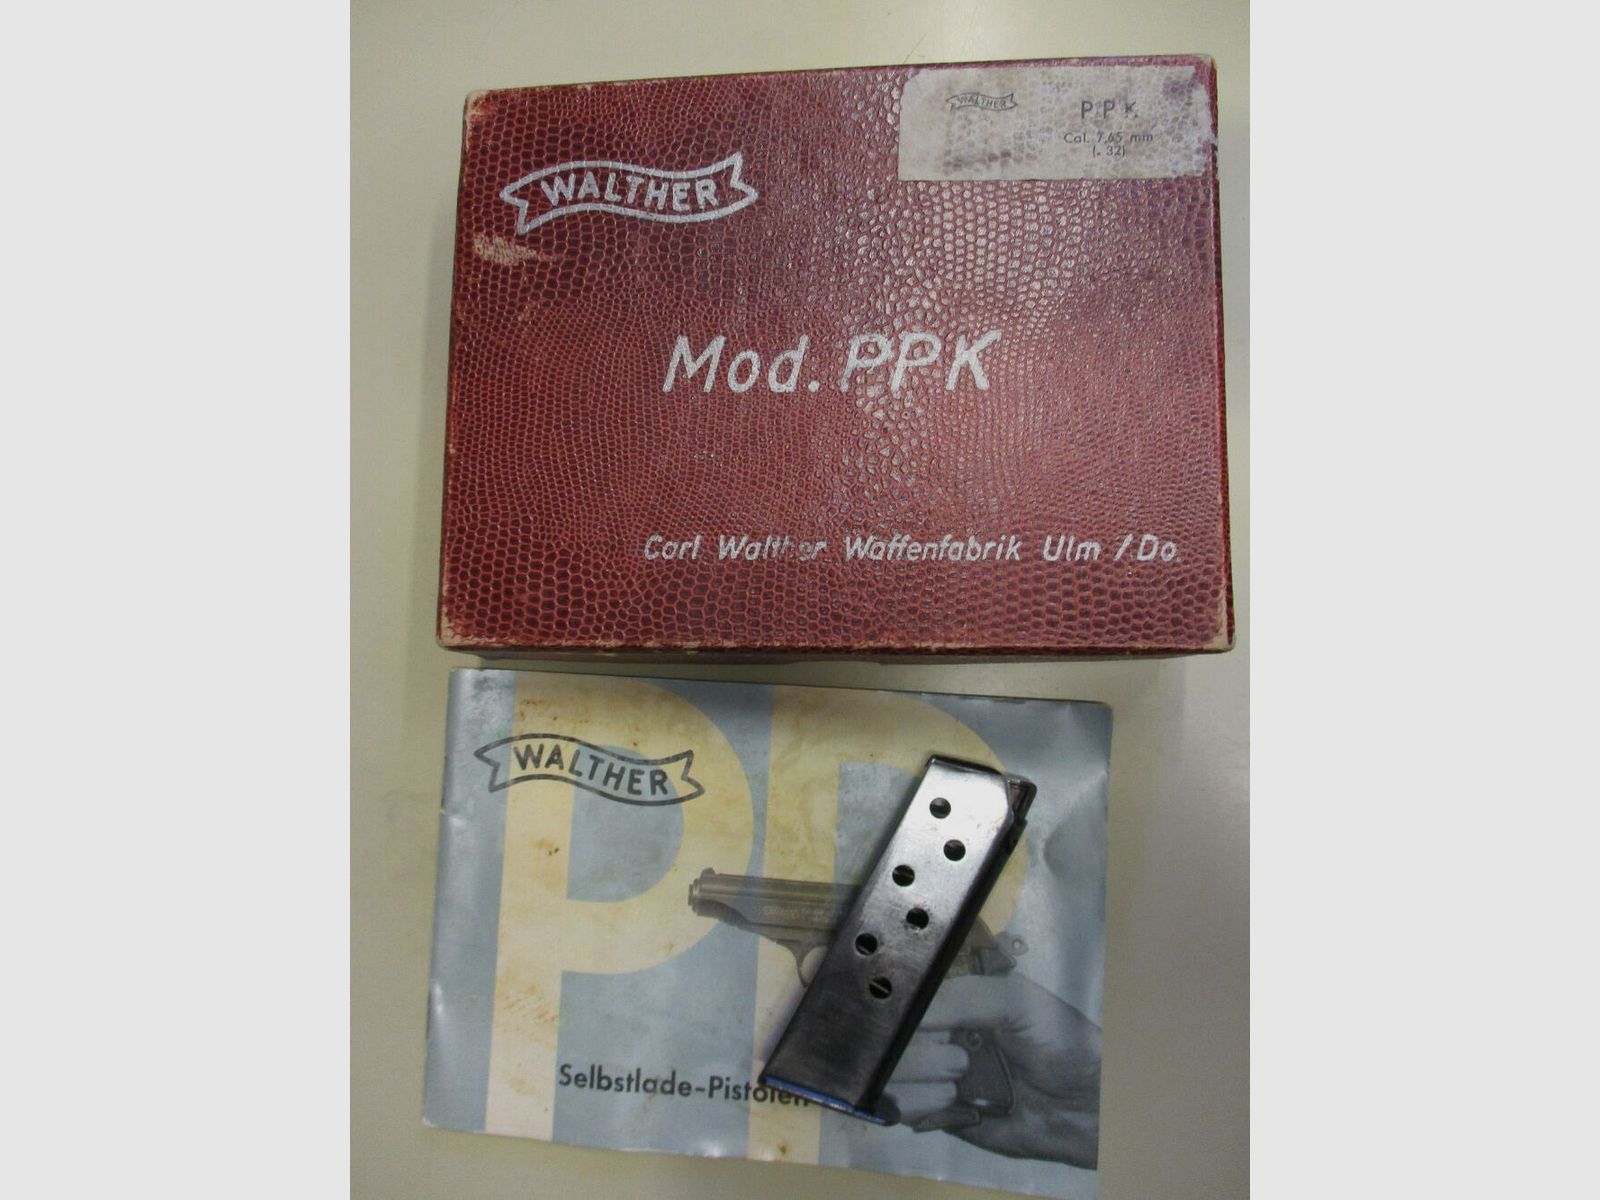 WALTHER
PPK
Cal. 7,65 mm
(.32)
WALTHER
Mod. PPK
Carl Walther Waffenfabrik Ulm /Do.
WALTHER
PP
Selbstlade-Pistolen